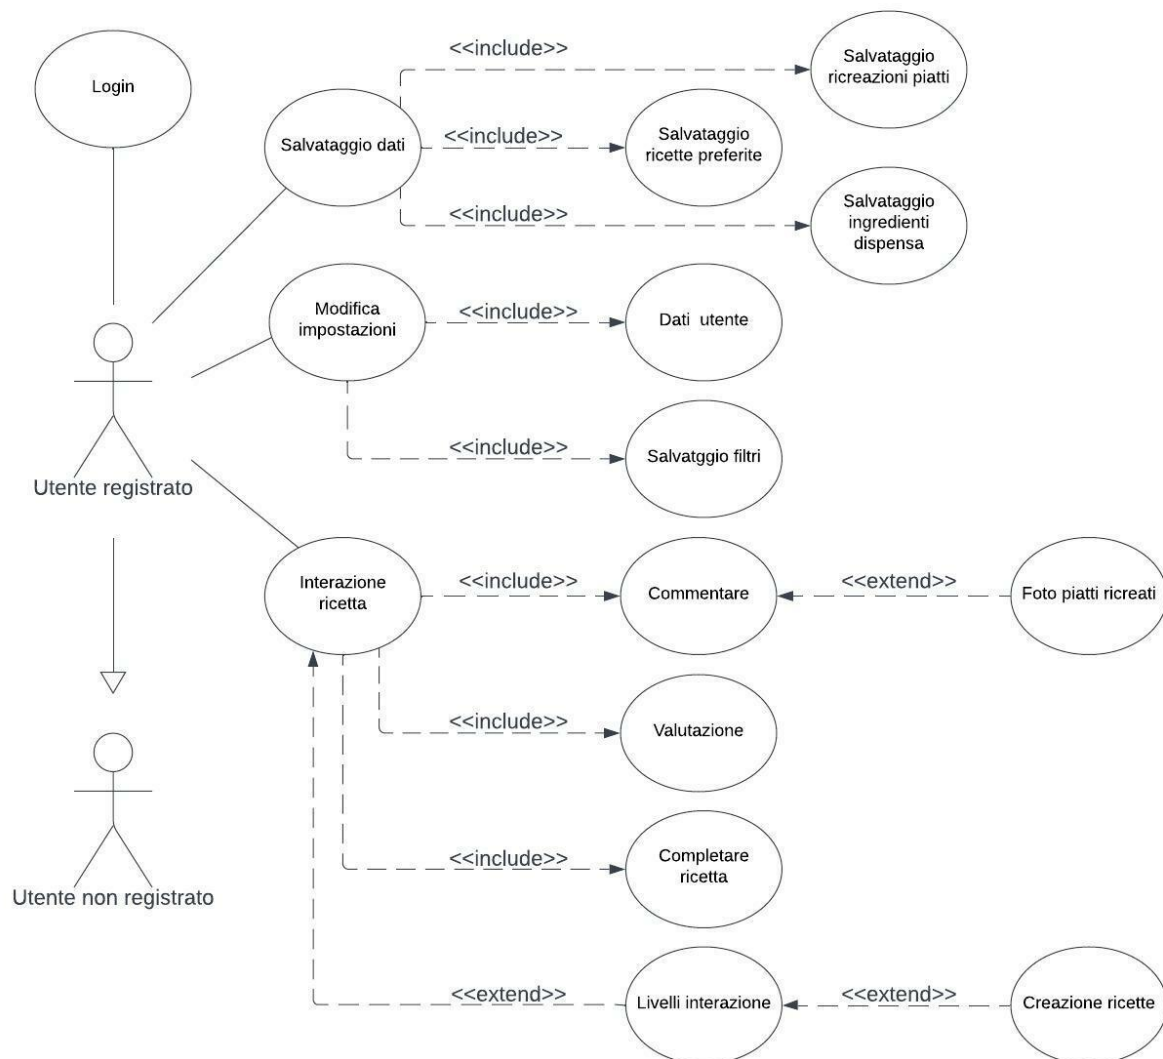 <<include>>
Salvataggio
ricreazioni piatti
Login
Salvataggio dati
<<include>>
Salvataggio
ricette preferite
<<include>>
Salvataggio
ingredienti
dispensa
Modifica
impostazioni
<<include>>
Dati utente
<<include>>
Salvatggio filtri
Utente registrato
Interazione
ricetta
<<include>>
Commentare
<<extend>>
Foto piatti ricreati
<<include>>
Valutazione
<<include>>
Completare
ricetta
Utente non registrato
<<extend>>
Livelli interazione
<<extend>>
Creazione ricette